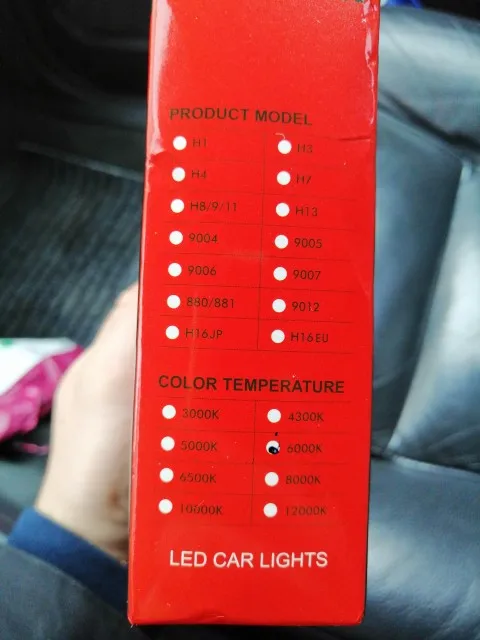 PRODUCT MODEL
H1 H3
H4 H7
H8/9/11 H13
9004 9005
9006 9007
880/881 9012
H16JP H16EU
COLOR TEMPERATURE
3000K 4300K
5000K 6000K
6500K 8000K
10000K 12000K
LED CAR LIGHTS